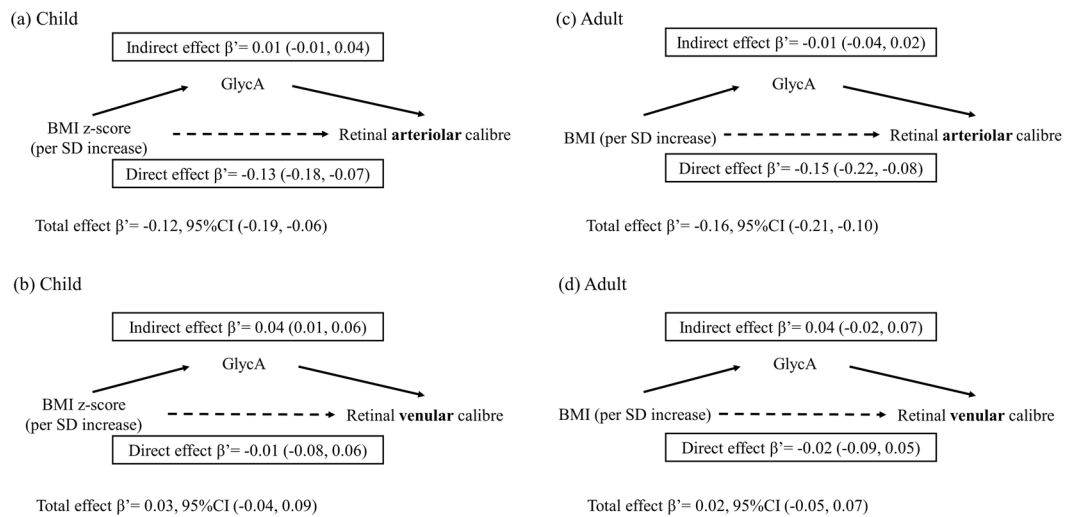 (a) Child
Indirect effect β’= 0.01 (-0.01, 0.04)
GlycA
BMI z-score
(per SD increase)
Retinal arteriolar calibre
Direct effect β’= -0.13 (-0.18, -0.07)
Total effect β’= -0.12, 95%CI (-0.19, -0.06)
(b) Child
Indirect effect β’= 0.04 (0.01, 0.06)
GlycA
BMI z-score
(per SD increase)
Retinal venular calibre
Direct effect β’= -0.01 (-0.08, 0.06)
Total effect β’= 0.03, 95%CI (-0.04, 0.09)
(c) Adult
Indirect effect β’= -0.01 (-0.04, 0.02)
GlycA
BMI (per SD increase)
Retinal arteriolar calibre
Direct effect β’= -0.15 (-0.22, -0.08)
Total effect β’= -0.16, 95%CI (-0.21, -0.10)
(d) Adult
Indirect effect β’= 0.04 (-0.02, 0.07)
GlycA
BMI (per SD increase)
Retinal venular calibre
Direct effect β’= -0.02 (-0.09, 0.05)
Total effect β’= 0.02, 95%CI (-0.05, 0.07)